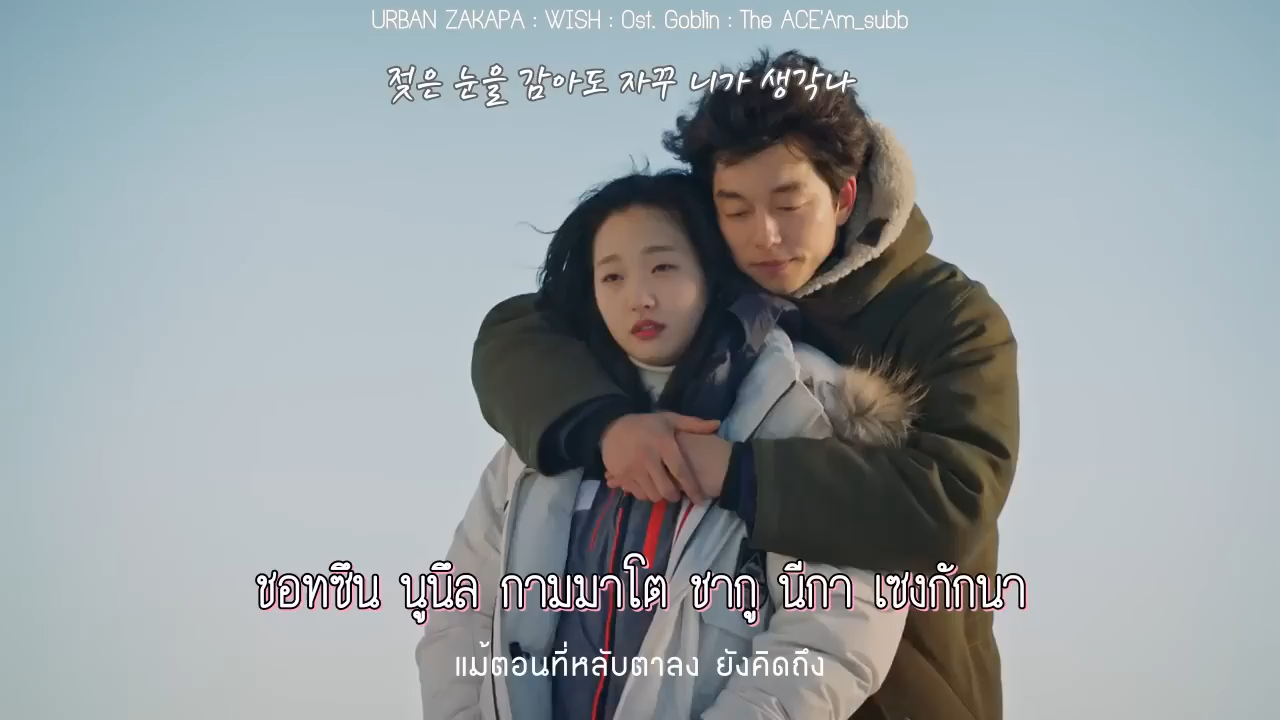 URBAN ZAKAPA : WISH : Ost. Goblin : The ACE'Am_subb
젖은 눈을 감아도 자꾸 니가 생각나
ชอทซึน นูนึล กามมาโต ชากู นีกา เซงกักนา
แม้ตอนที่หลับตาลง ยังคิดถึง